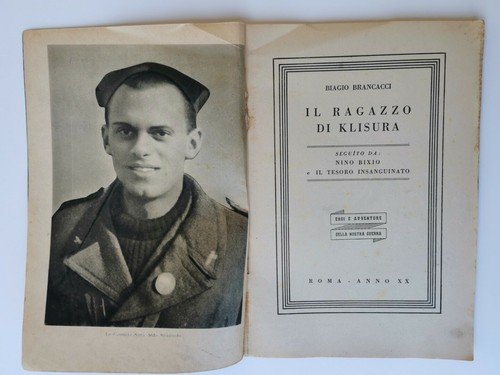 BIAGIO BRANCACCI
IL RAGAZZO
DI KLISURA
SEGUÌTO DA:
NINO BIXIO
e IL TESORO INSANGUINATO
EROI E AVVENTURE
DELLA NOSTRA GUERRA
ROMA - ANNO XX